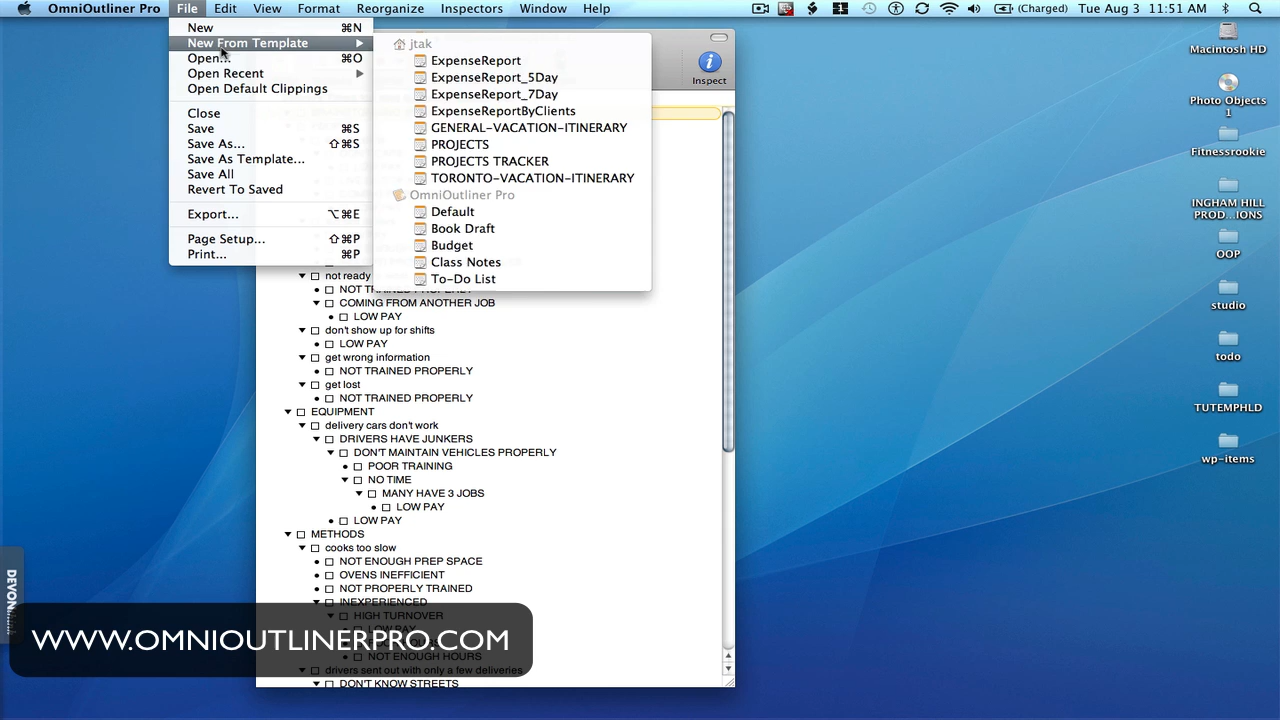 OmniOutliner Pro File Edit View Format Reorganize Inspectors Window Help (Charged) Tue Aug 3 11:51 AM
New ⌘N
New From Template
Open... ⌘O
Open Recent
Open Default Clippings
Close
Save ⌘S
Save As... ⇧⌘S
Save As Template...
Save All
Revert To Saved
Export... ⌥⌘E
Page Setup... ⇧⌘P
Print... ⌘P
jtak
ExpenseReport
ExpenseReport_5Day
ExpenseReport_7Day
ExpenseReportByClients
GENERAL-VACATION-ITINERARY
PROJECTS
PROJECTS TRACKER
TORONTO-VACATION-ITINERARY
OmniOutliner Pro
Default
Book Draft
Budget
Class Notes
To-Do List
Inspect
not ready
NOT TRAINED PROPERLY
COMING FROM ANOTHER JOB
LOW PAY
don't show up for shifts
LOW PAY
get wrong information
NOT TRAINED PROPERLY
get lost
NOT TRAINED PROPERLY
EQUIPMENT
delivery cars don't work
DRIVERS HAVE JUNKERS
DON'T MAINTAIN VEHICLES PROPERLY
POOR TRAINING
NO TIME
MANY HAVE 3 JOBS
LOW PAY
LOW PAY
METHODS
cooks too slow
NOT ENOUGH PREP SPACE
OVENS INEFFICIENT
NOT PROPERLY TRAINED
INEXPERIENCED
HIGH TURNOVER
LOW PAY
NOT ENOUGH HOURS
drivers sent out with only a few deliveries
DON'T KNOW STREETS
Macintosh HD
Photo Objects
1
Fitnessrookie
INGHAM HILL
PROD...IONS
OOP
studio
todo
TUTEMPHLD
wp-items
WWW.OMNIOUTLINERPRO.COM